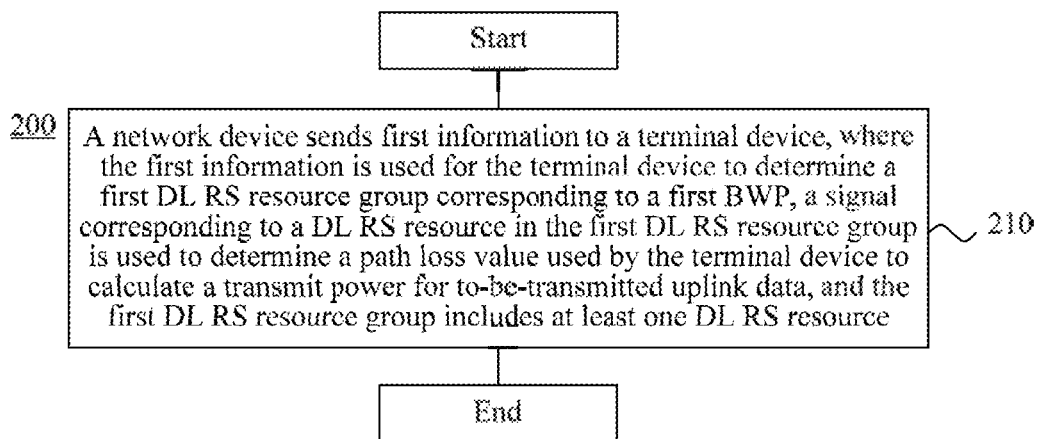 Start
200
A network device sends first information to a terminal device, where
the first information is used for the terminal device to determine a
first DL RS resource group corresponding to a first BWP, a signal
corresponding to a DL RS resource in the first DL RS resource group
is used to determine a path loss value used by the terminal device to
calculate a transmit power for to-be-transmitted uplink data, and the
first DL RS resource group includes at least one DL RS resource
210
End